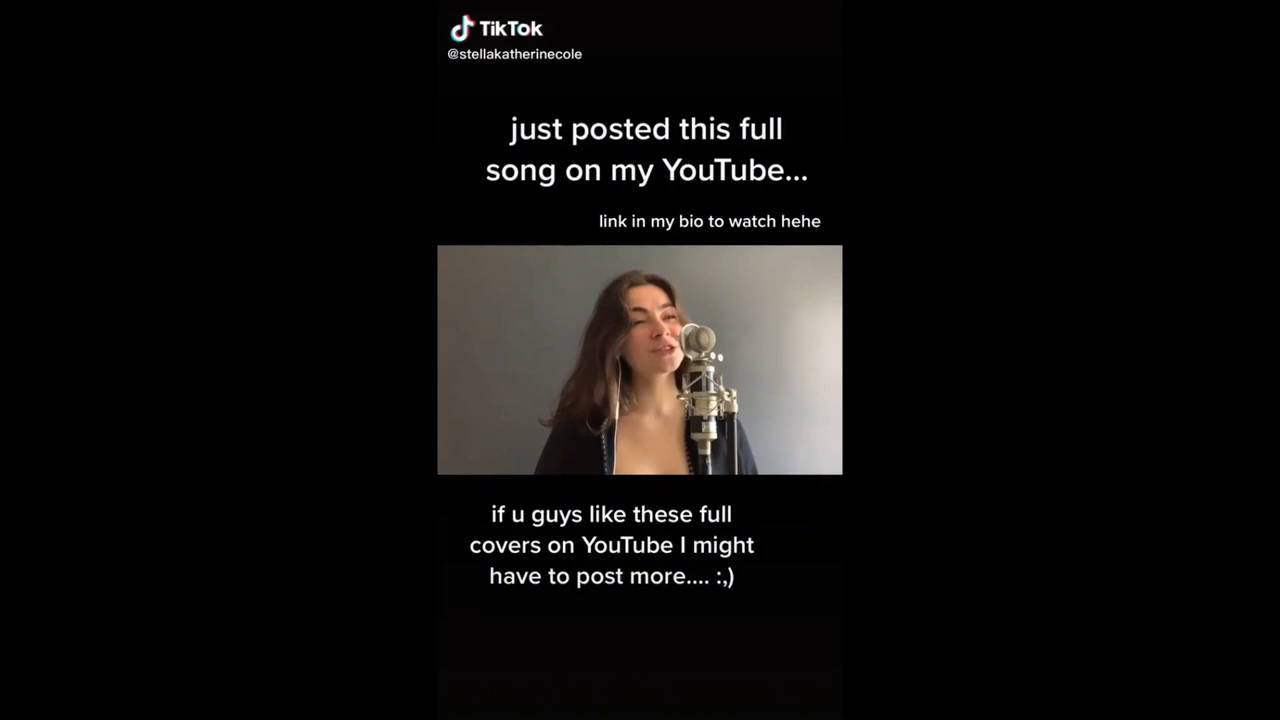 TikTok
@stellakatherinecole
just posted this full
song on my YouTube...
link in my bio to watch hehe
if u guys like these full
covers on YouTube I might
have to post more.... :,)